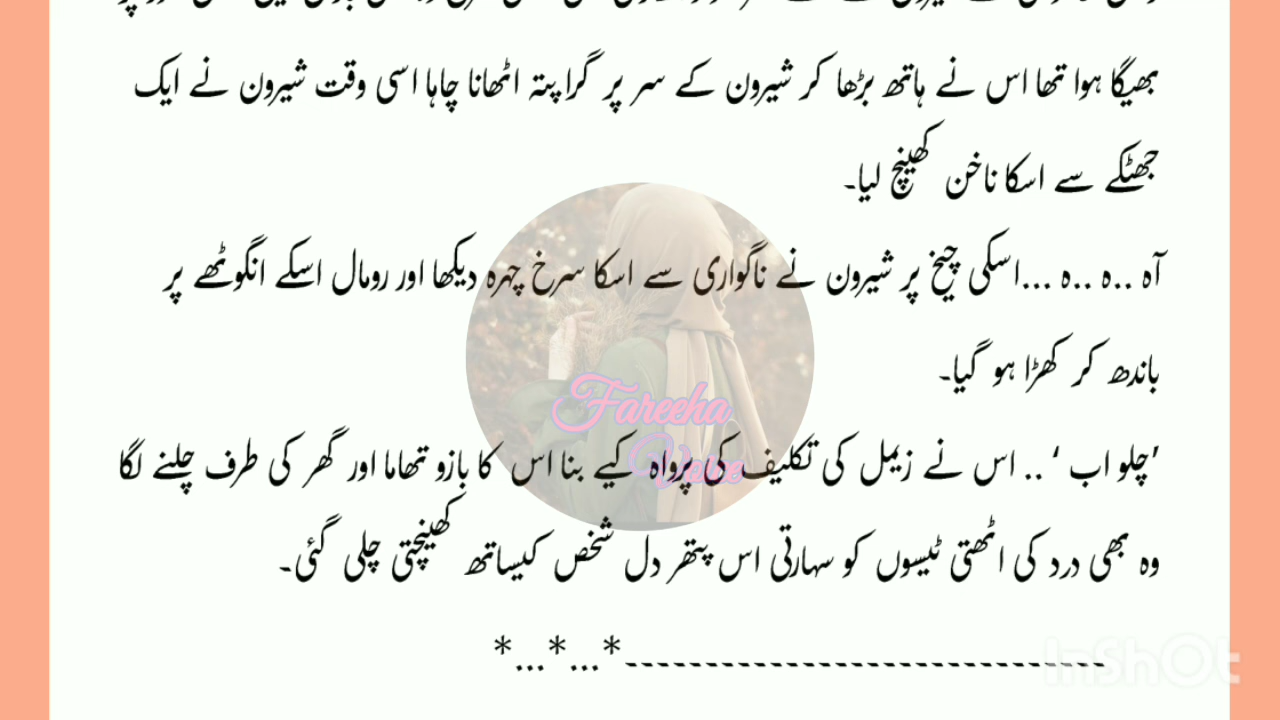 بھیگا ہوا تھا اس نے ہاتھ بڑھا کر شیرون کے سر پر گرا پتہ اٹھانا چاہا اسی وقت شیرون نے ایک
جھٹکے سے اسکا ناخن کھینچ لیا۔
آہ ..ہ ..ہ ...اسکی چیخ پر شیرون نے ناگواری سے اسکا سرخ چہرہ دیکھا اور رومال اسکے انگوٹھے پر
باندھ کر کھڑا ہو گیا۔
Fareeha
Voice
’چلو اب ‘ .. اس نے زیمل کی تکلیف کی پرواہ کیے بنا اس کا بازو تھاما اور گھر کی طرف چلنے لگا
وہ بھی درد کی اٹھتی ٹیسوں کو سہارتی اس پتھر دل شخص کیساتھ کھینچتی چلی گئی۔
*...*...*------------------------------
InShOt